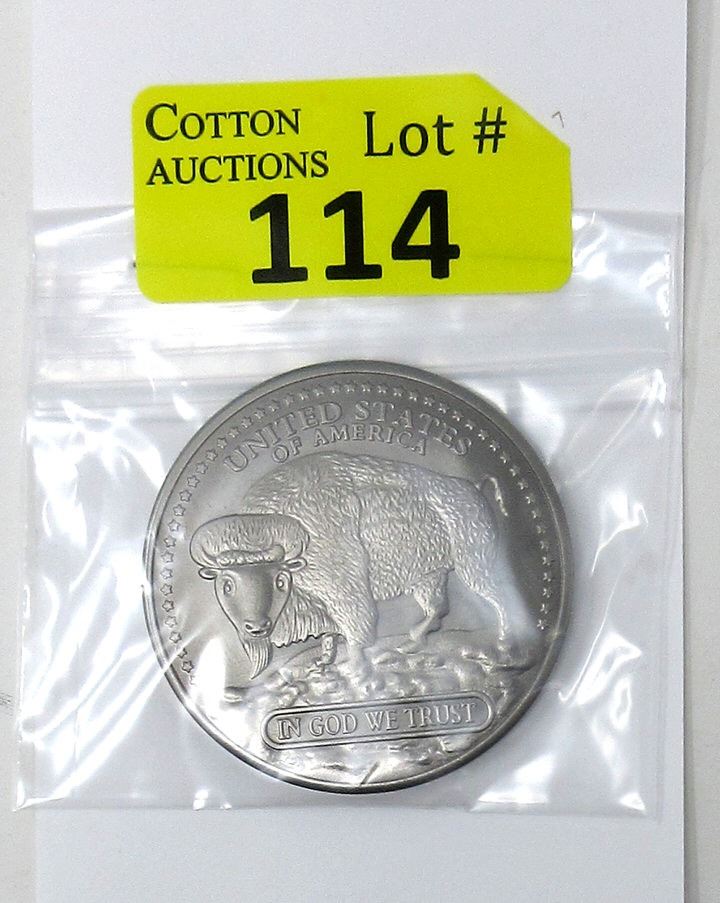 COTTON
AUCTIONS
Lot #
114
UNITED STATES
OF AMERICA
IN GOD WE TRUST